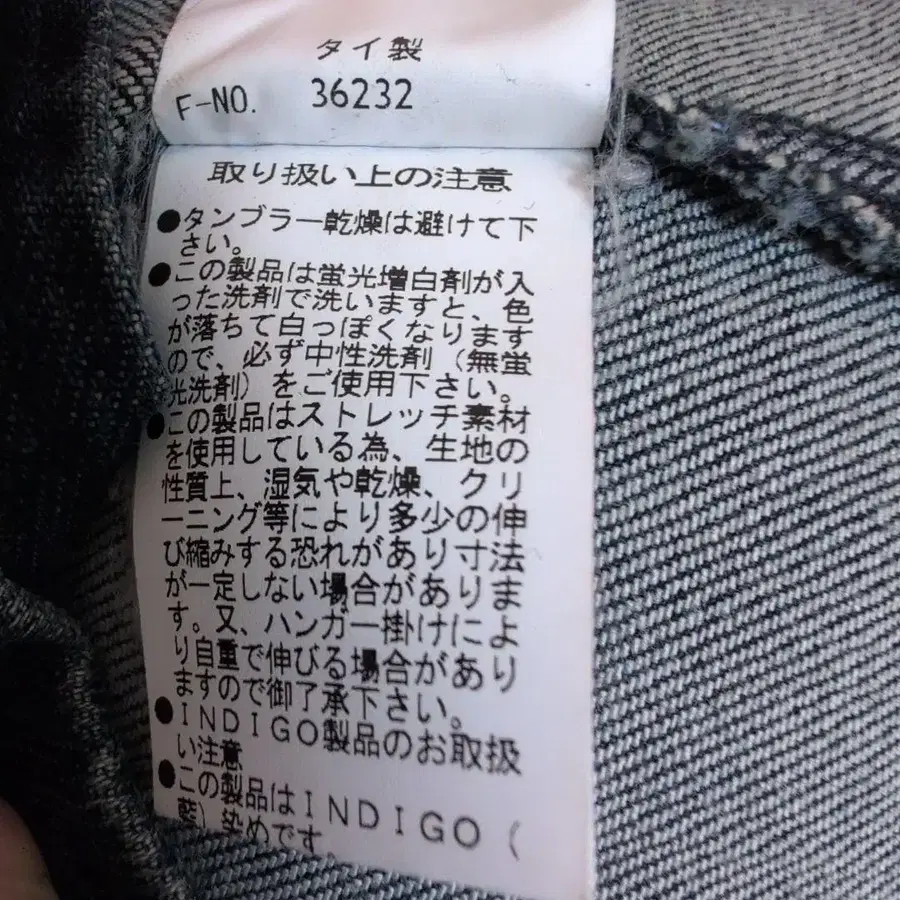 タイ製
F-NO. 36232
取り扱い上の注意
●タンブラー乾燥は避けて下
さい。
●この製品は蛍光増白剤が入
った洗剤で洗いますと、色
が落ちて白っぽくなります
ので、必ず中性洗剤（無蛍
光洗剤）をご使用下さい。
●この製品はストレッチ素材
を使用している為、生地の
性質上、湿気や乾燥、クリ
ーニング等により多少の伸
び縮みする恐れがあり寸法
が一定しない場合がありま
す。又、ハンガー掛けによ
り自重で伸びる場合があり
ますので御了承下さい。
●INDIGO製品のお取扱
い注意
●この製品はINDIGO（
藍）染めです